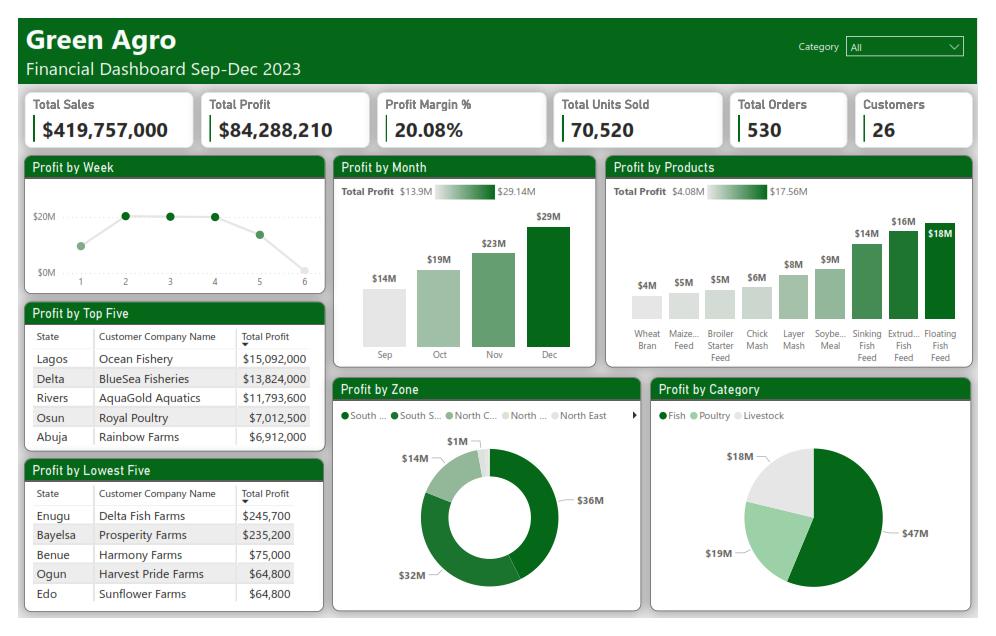 Green Agro
Financial Dashboard Sep-Dec 2023
Category All
Total Sales
$419,757,000
Total Profit
$84,288,210
Profit Margin %
20.08%
Total Units Sold
70,520
Total Orders
530
Customers
26
Profit by Week
$20M
$0M
1 2 3 4 5 6
Profit by Month
Total Profit $13.9M $29.14M
$14M
$19M
$23M
$29M
Sep Oct Nov Dec
Profit by Products
Total Profit $4.08M $17.56M
$4M
$5M
$5M
$6M
$8M
$9M
$14M
$16M
$18M
Wheat Bran
Maize... Feed
Broiler Starter Feed
Chick Mash
Layer Mash
Soybe... Meal
Sinking Fish Feed
Extrud... Fish Feed
Floating Fish Feed
Profit by Top Five
State Customer Company Name Total Profit
Lagos Ocean Fishery $15,092,000
Delta BlueSea Fisheries $13,824,000
Rivers AquaGold Aquatics $11,793,600
Osun Royal Poultry $7,012,500
Abuja Rainbow Farms $6,912,000
Profit by Lowest Five
State Customer Company Name Total Profit
Enugu Delta Fish Farms $245,700
Bayelsa Prosperity Farms $235,200
Benue Harmony Farms $75,000
Ogun Harvest Pride Farms $64,800
Edo Sunflower Farms $64,800
Profit by Zone
South ... South S... North C... North ... North East
$1M
$14M
$36M
$32M
Profit by Category
Fish Poultry Livestock
$18M
$47M
$19M